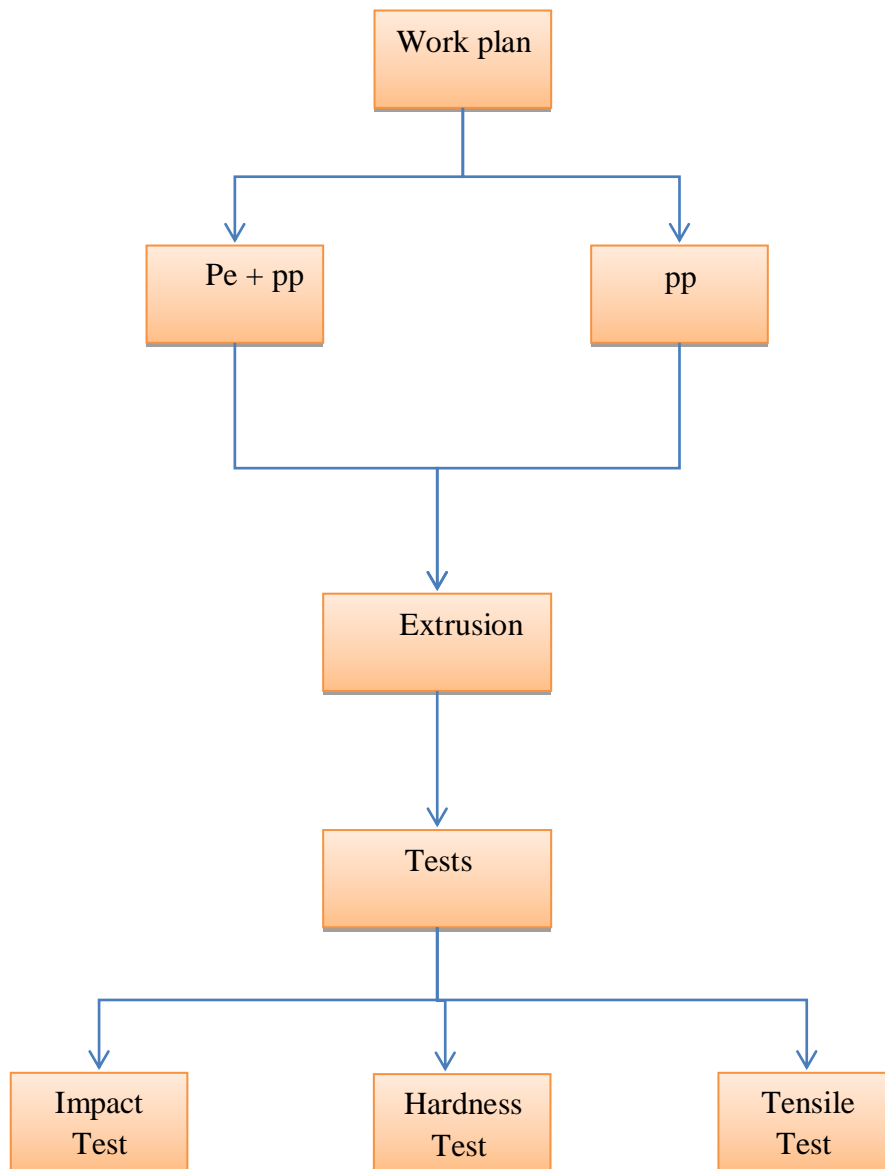 Work plan
Pe + pp
pp
Extrusion
Tests
Impact
Test
Hardness
Test
Tensile
Test